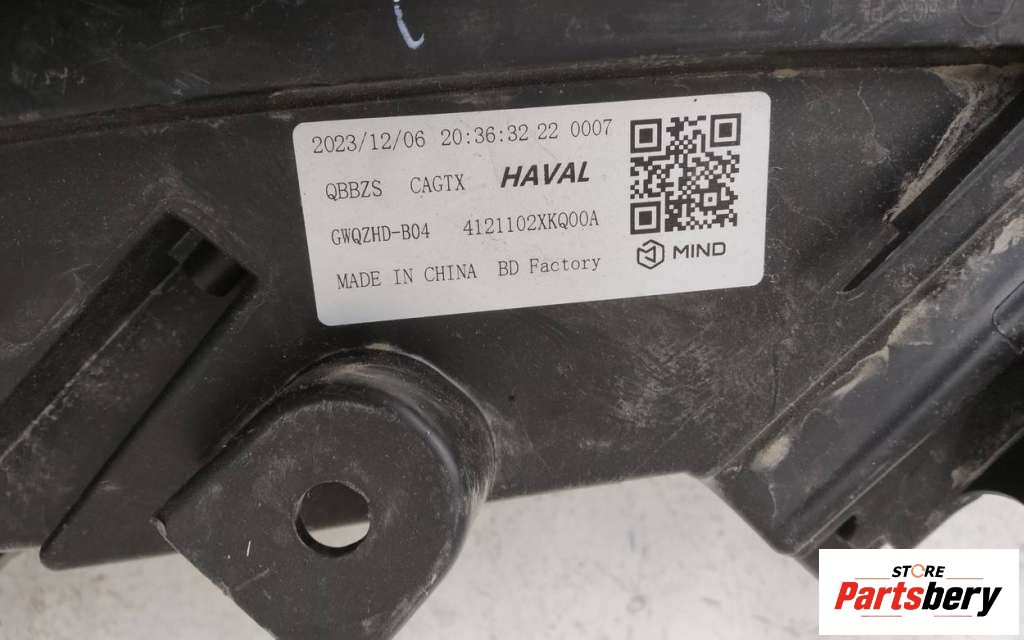 2023/12/06 20:36:32 22 0007
QBBZS CAGTX HAVAL
GWQZHD-B04 4121102XKQ00A
MIND
MADE IN CHINA BD Factory
STORE
Partsbery